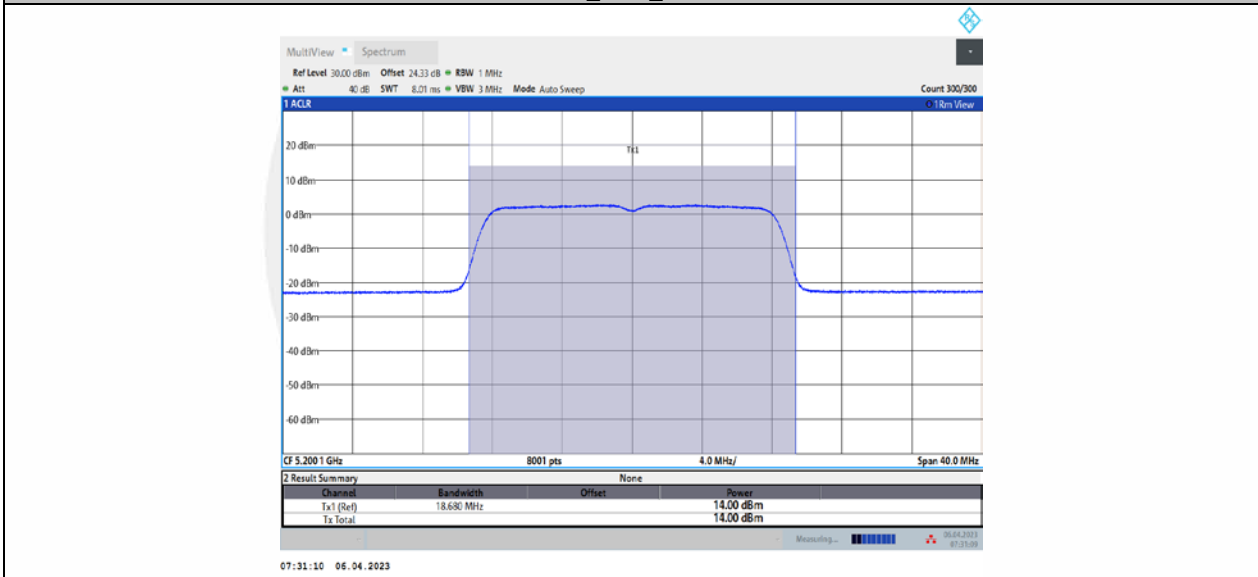 MultiView Spectrum
Ref Level 30.00 dBm Offset 24.33 dB RBW 1 MHz
Att 40 dB SWT 8.01 ms VBW 3 MHz Mode Auto Sweep Count 300/300
1 ACLR 1Rm View
20 dBm
Tx1
10 dBm
0 dBm
-10 dBm
-20 dBm
-30 dBm
-40 dBm
-50 dBm
-60 dBm
CF 5.2001 GHz 8001 pts 4.0 MHz/ Span 40.0 MHz
2 Result Summary None
Channel Bandwidth Offset Power
Tx1 (Ref) 18.680 MHz 14.00 dBm
Tx Total 14.00 dBm
Measuring... 06.04.2023
07:31:09
07:31:10 06.04.2023